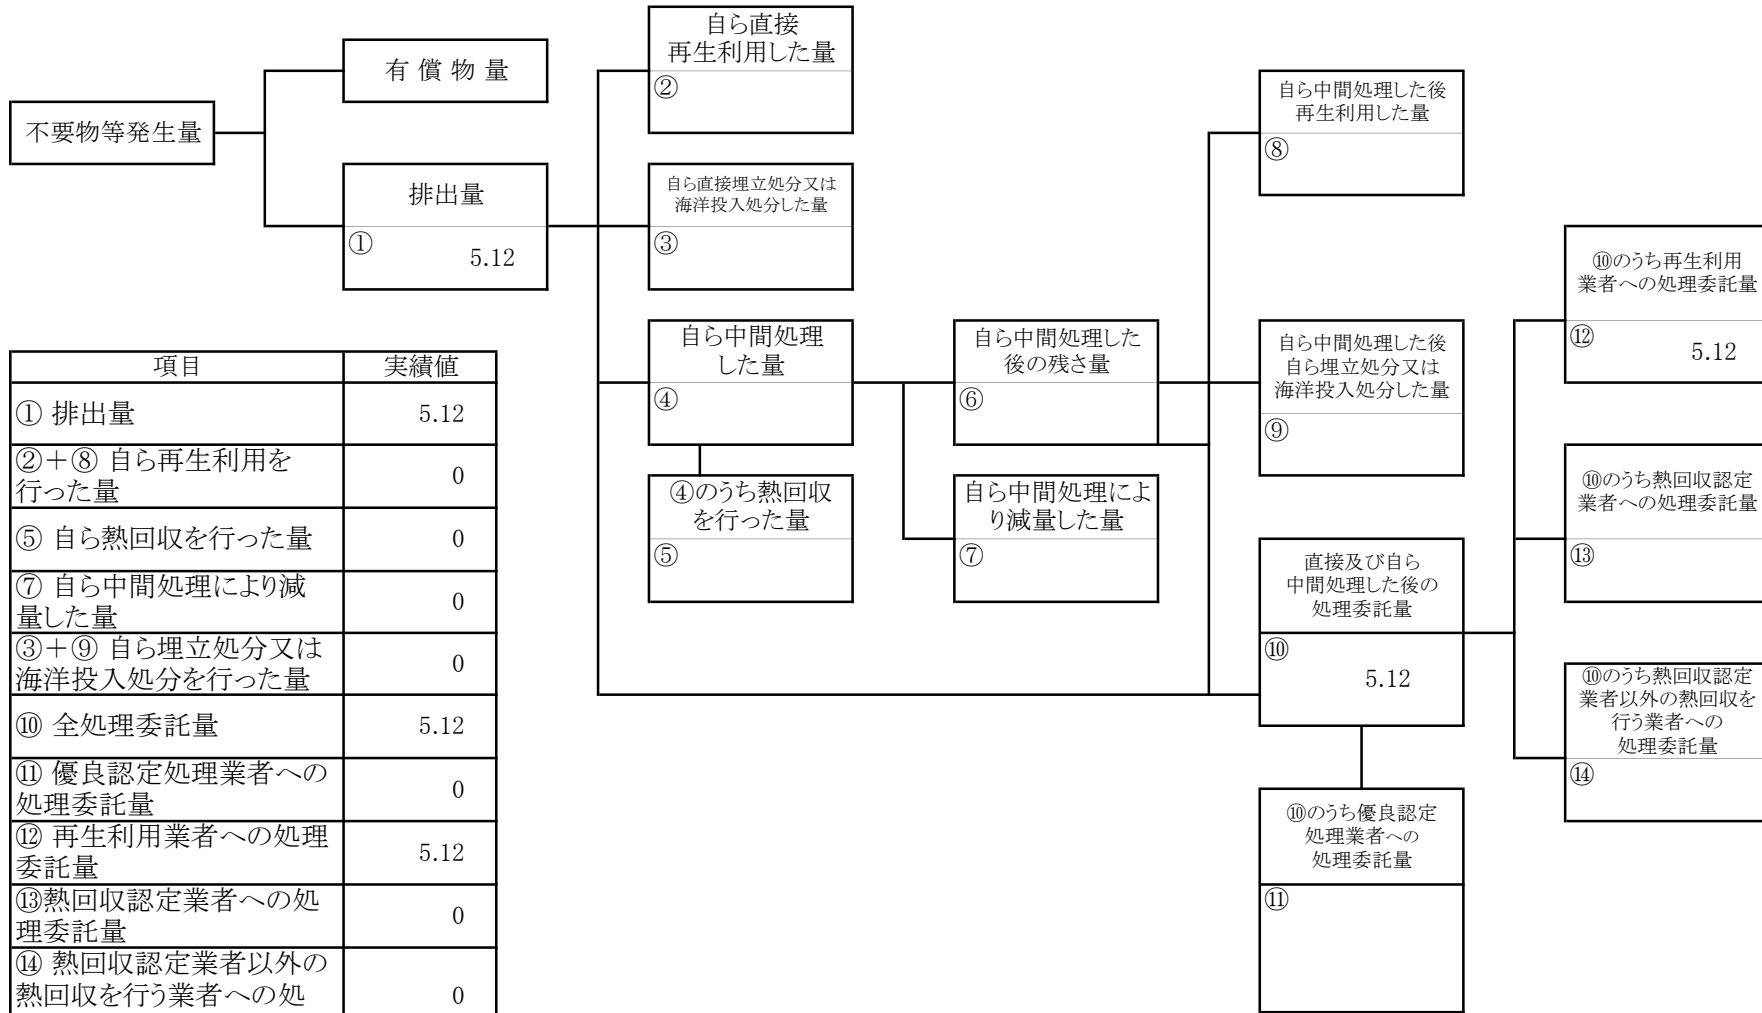 不要物等発生量
有 償 物 量
排出量
①
5.12
自ら直接
再生利用した量
②
自ら直接埋立処分又は
海洋投入処分した量
③
自ら中間処理
した量
④
④のうち熱回収
を行った量
⑤
自ら中間処理した
後の残さ量
⑥
自ら中間処理によ
り減量した量
⑦
自ら中間処理した後
再生利用した量
⑧
自ら中間処理した後
自ら埋立処分又は
海洋投入処分した量
⑨
直接及び自ら
中間処理した後の
処理委託量
⑩
5.12
⑩のうち優良認定
処理業者への
処理委託量
⑪
⑩のうち再生利用
業者への処理委託量
⑫
5.12
⑩のうち熱回収認定
業者への処理委託量
⑬
⑩のうち熱回収認定
業者以外の熱回収を
行う業者への
処理委託量
⑭
項目 実績値
① 排出量 5.12
②+⑧ 自ら再生利用を
行った量 0
⑤ 自ら熱回収を行った量 0
⑦ 自ら中間処理により減
量した量 0
③+⑨ 自ら埋立処分又は
海洋投入処分を行った量 0
⑩ 全処理委託量 5.12
⑪ 優良認定処理業者への
処理委託量 0
⑫ 再生利用業者への処理
委託量 5.12
⑬熱回収認定業者への処
理委託量 0
⑭ 熱回収認定業者以外の
熱回収を行う業者への処 0